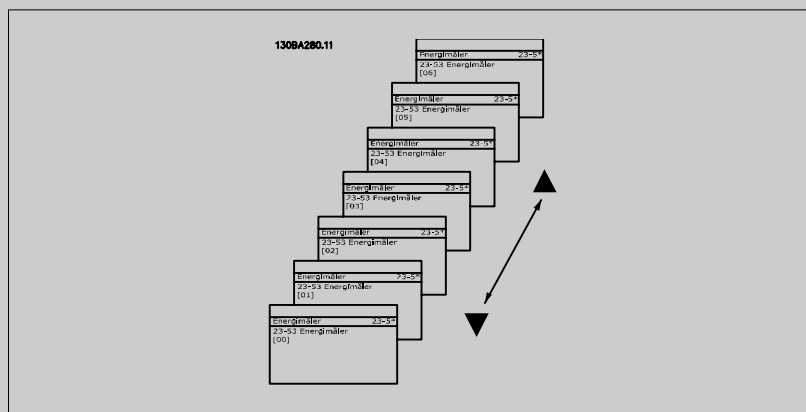 130BA280.11
Energimåler 23-5*
23-53 Energimåler
[06]
Energimåler 23-5*
23-53 Energimåler
[05]
Energimåler 23-5*
23-53 Energimåler
[04]
Energimåler 23-5*
23-53 Energimåler
[03]
Energimåler 23-5*
23-53 Energimåler
[02]
Energimåler 23-5*
23-53 Energimåler
[01]
Energimåler 23-5*
23-53 Energimåler
[00]